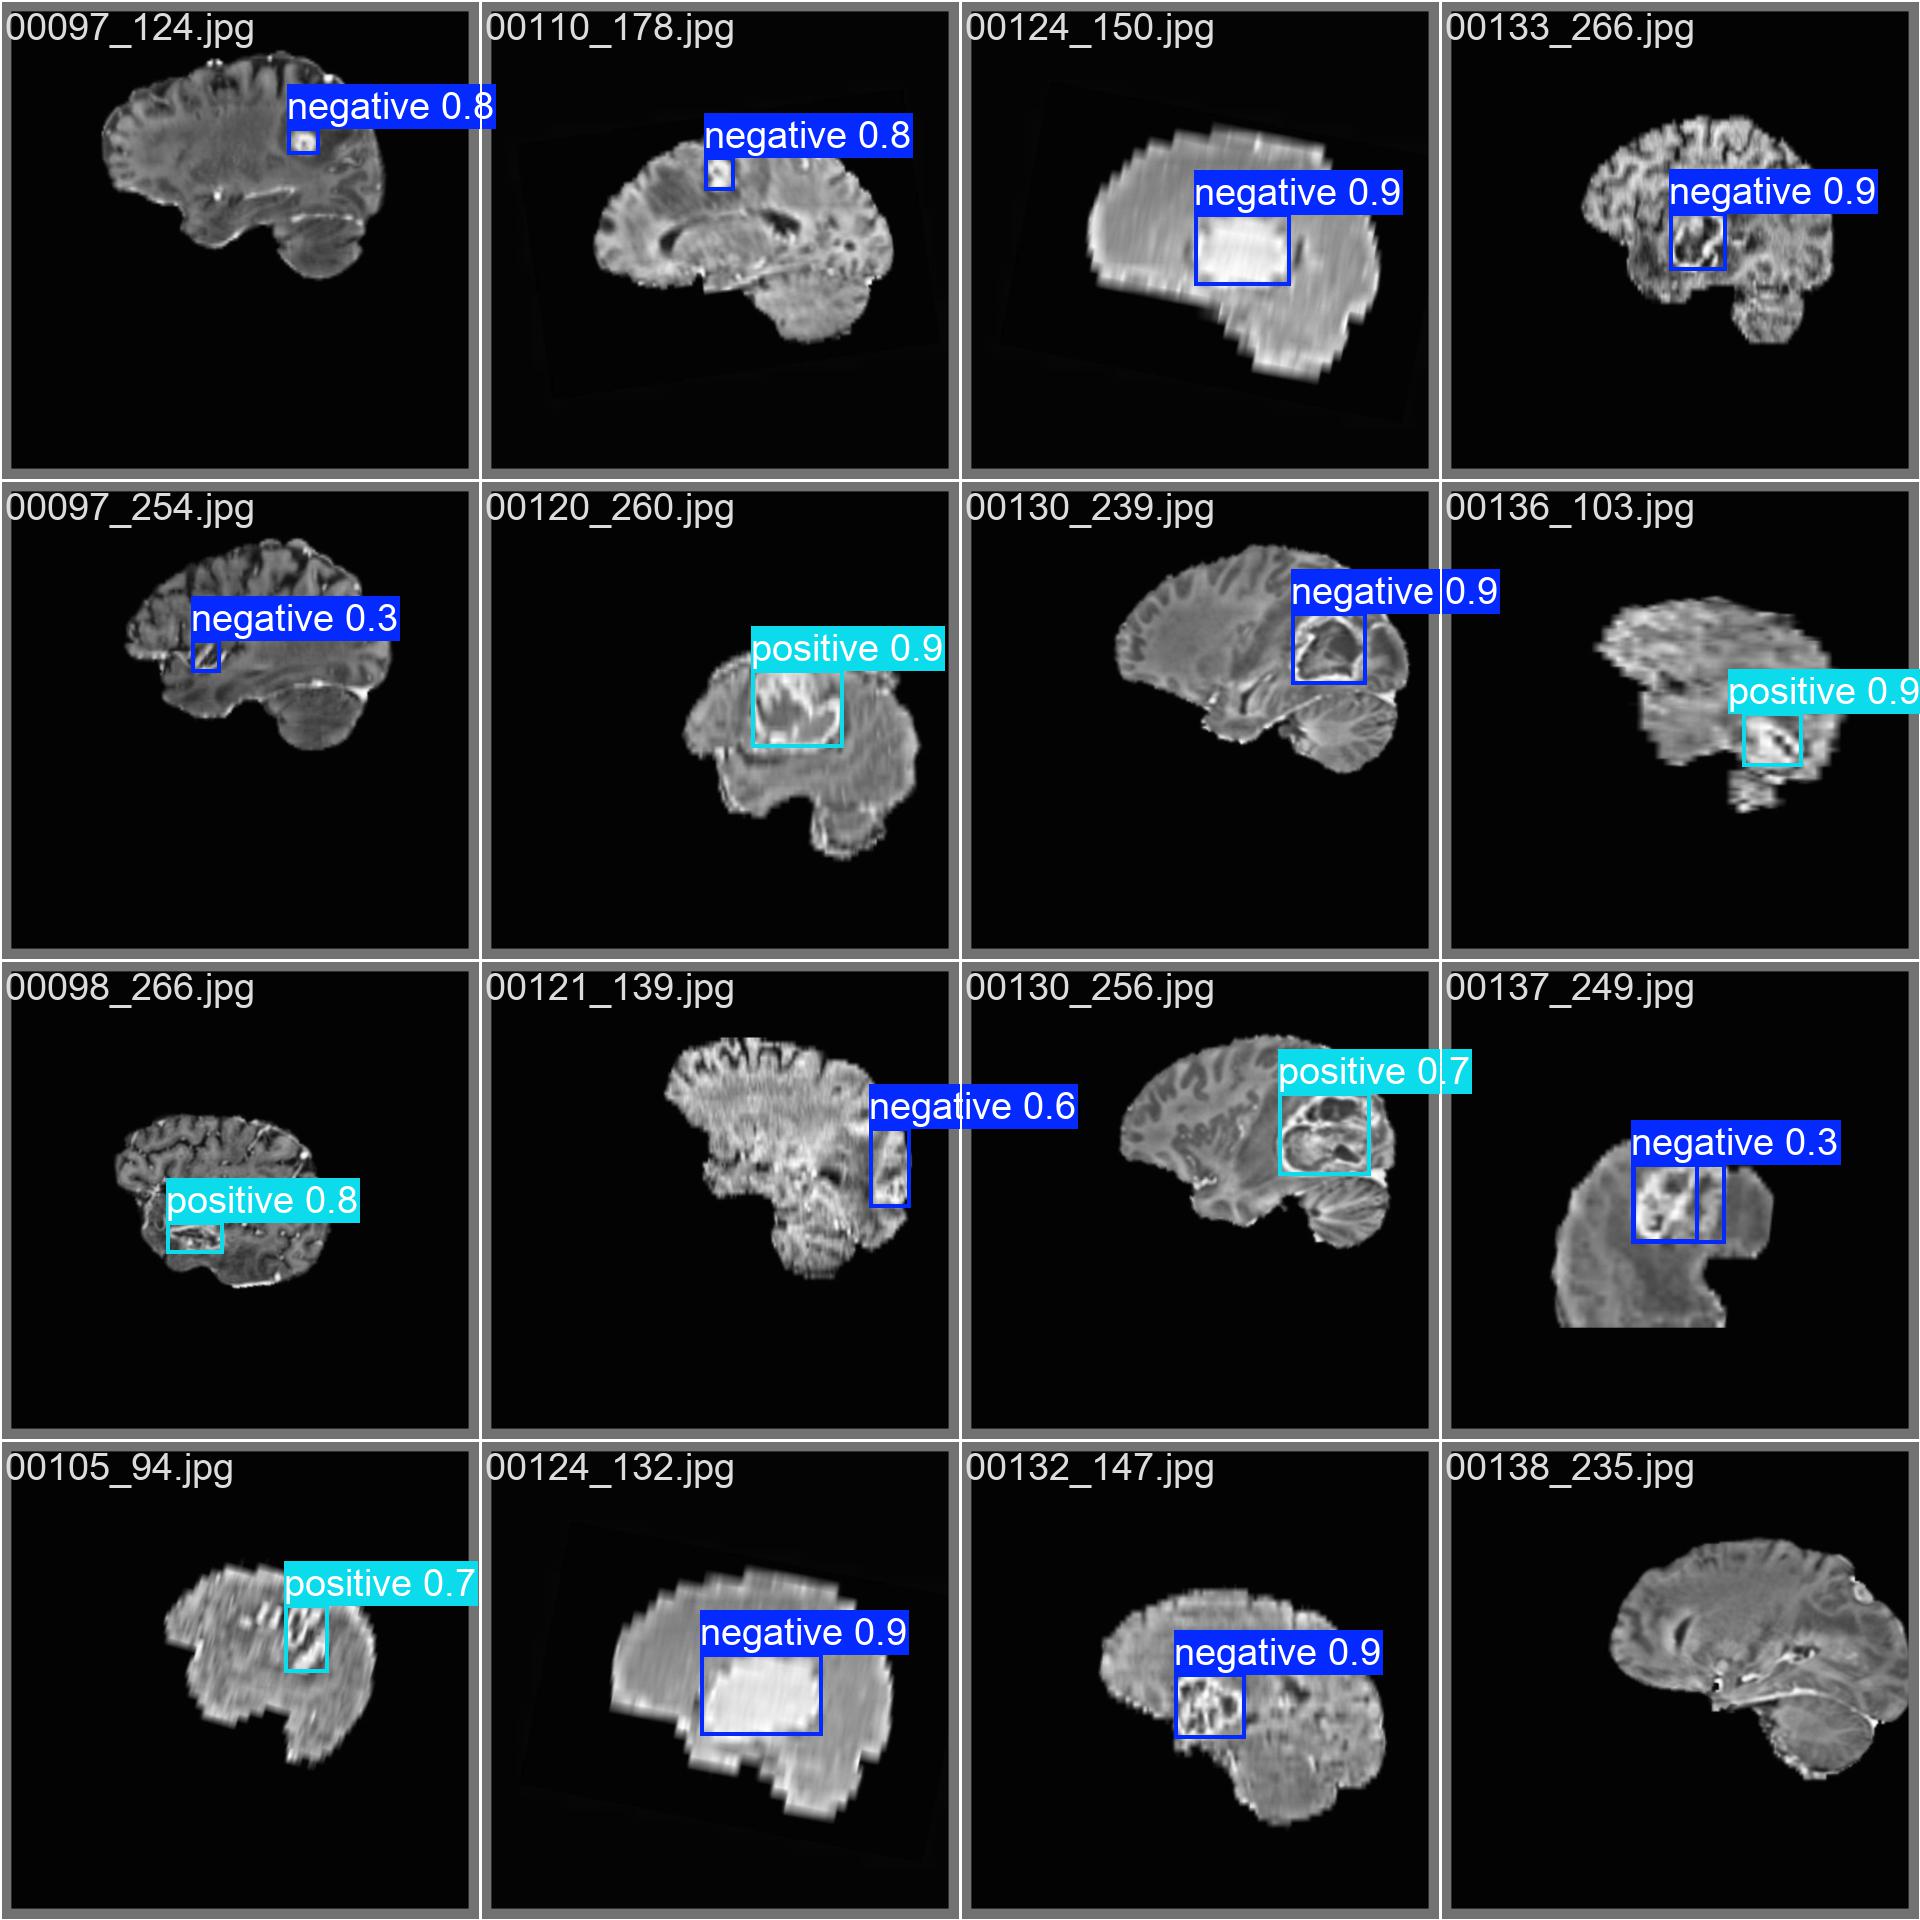 00097_124.jpg
negative 0.8
00110_178.jpg
negative 0.8
00124_150.jpg
negative 0.9
00133_266.jpg
negative 0.9
00097_254.jpg
negative 0.3
00120_260.jpg
positive 0.9
00130_239.jpg
negative 0.9
00136_103.jpg
positive 0.9
00098_266.jpg
positive 0.8
00121_139.jpg
negative 0.6
00130_256.jpg
positive 0.7
00137_249.jpg
negative 0.3
00105_94.jpg
positive 0.7
00124_132.jpg
negative 0.9
00132_147.jpg
negative 0.9
00138_235.jpg